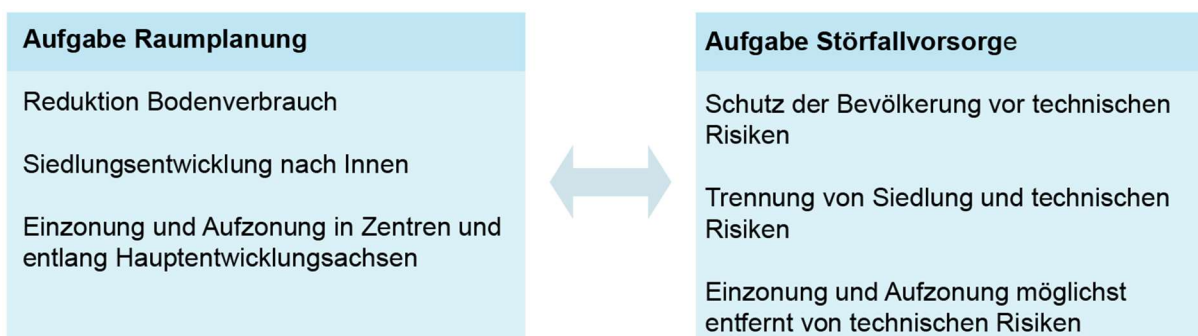 Aufgabe Raumplanung
Reduktion Bodenverbrauch
Siedlungsentwicklung nach Innen
Einzonung und Aufzonung in Zentren und
entlang Hauptentwicklungsachsen
Aufgabe Störfallvorsorge
Schutz der Bevölkerung vor technischen
Risiken
Trennung von Siedlung und technischen
Risiken
Einzonung und Aufzonung möglichst
entfernt von technischen Risiken